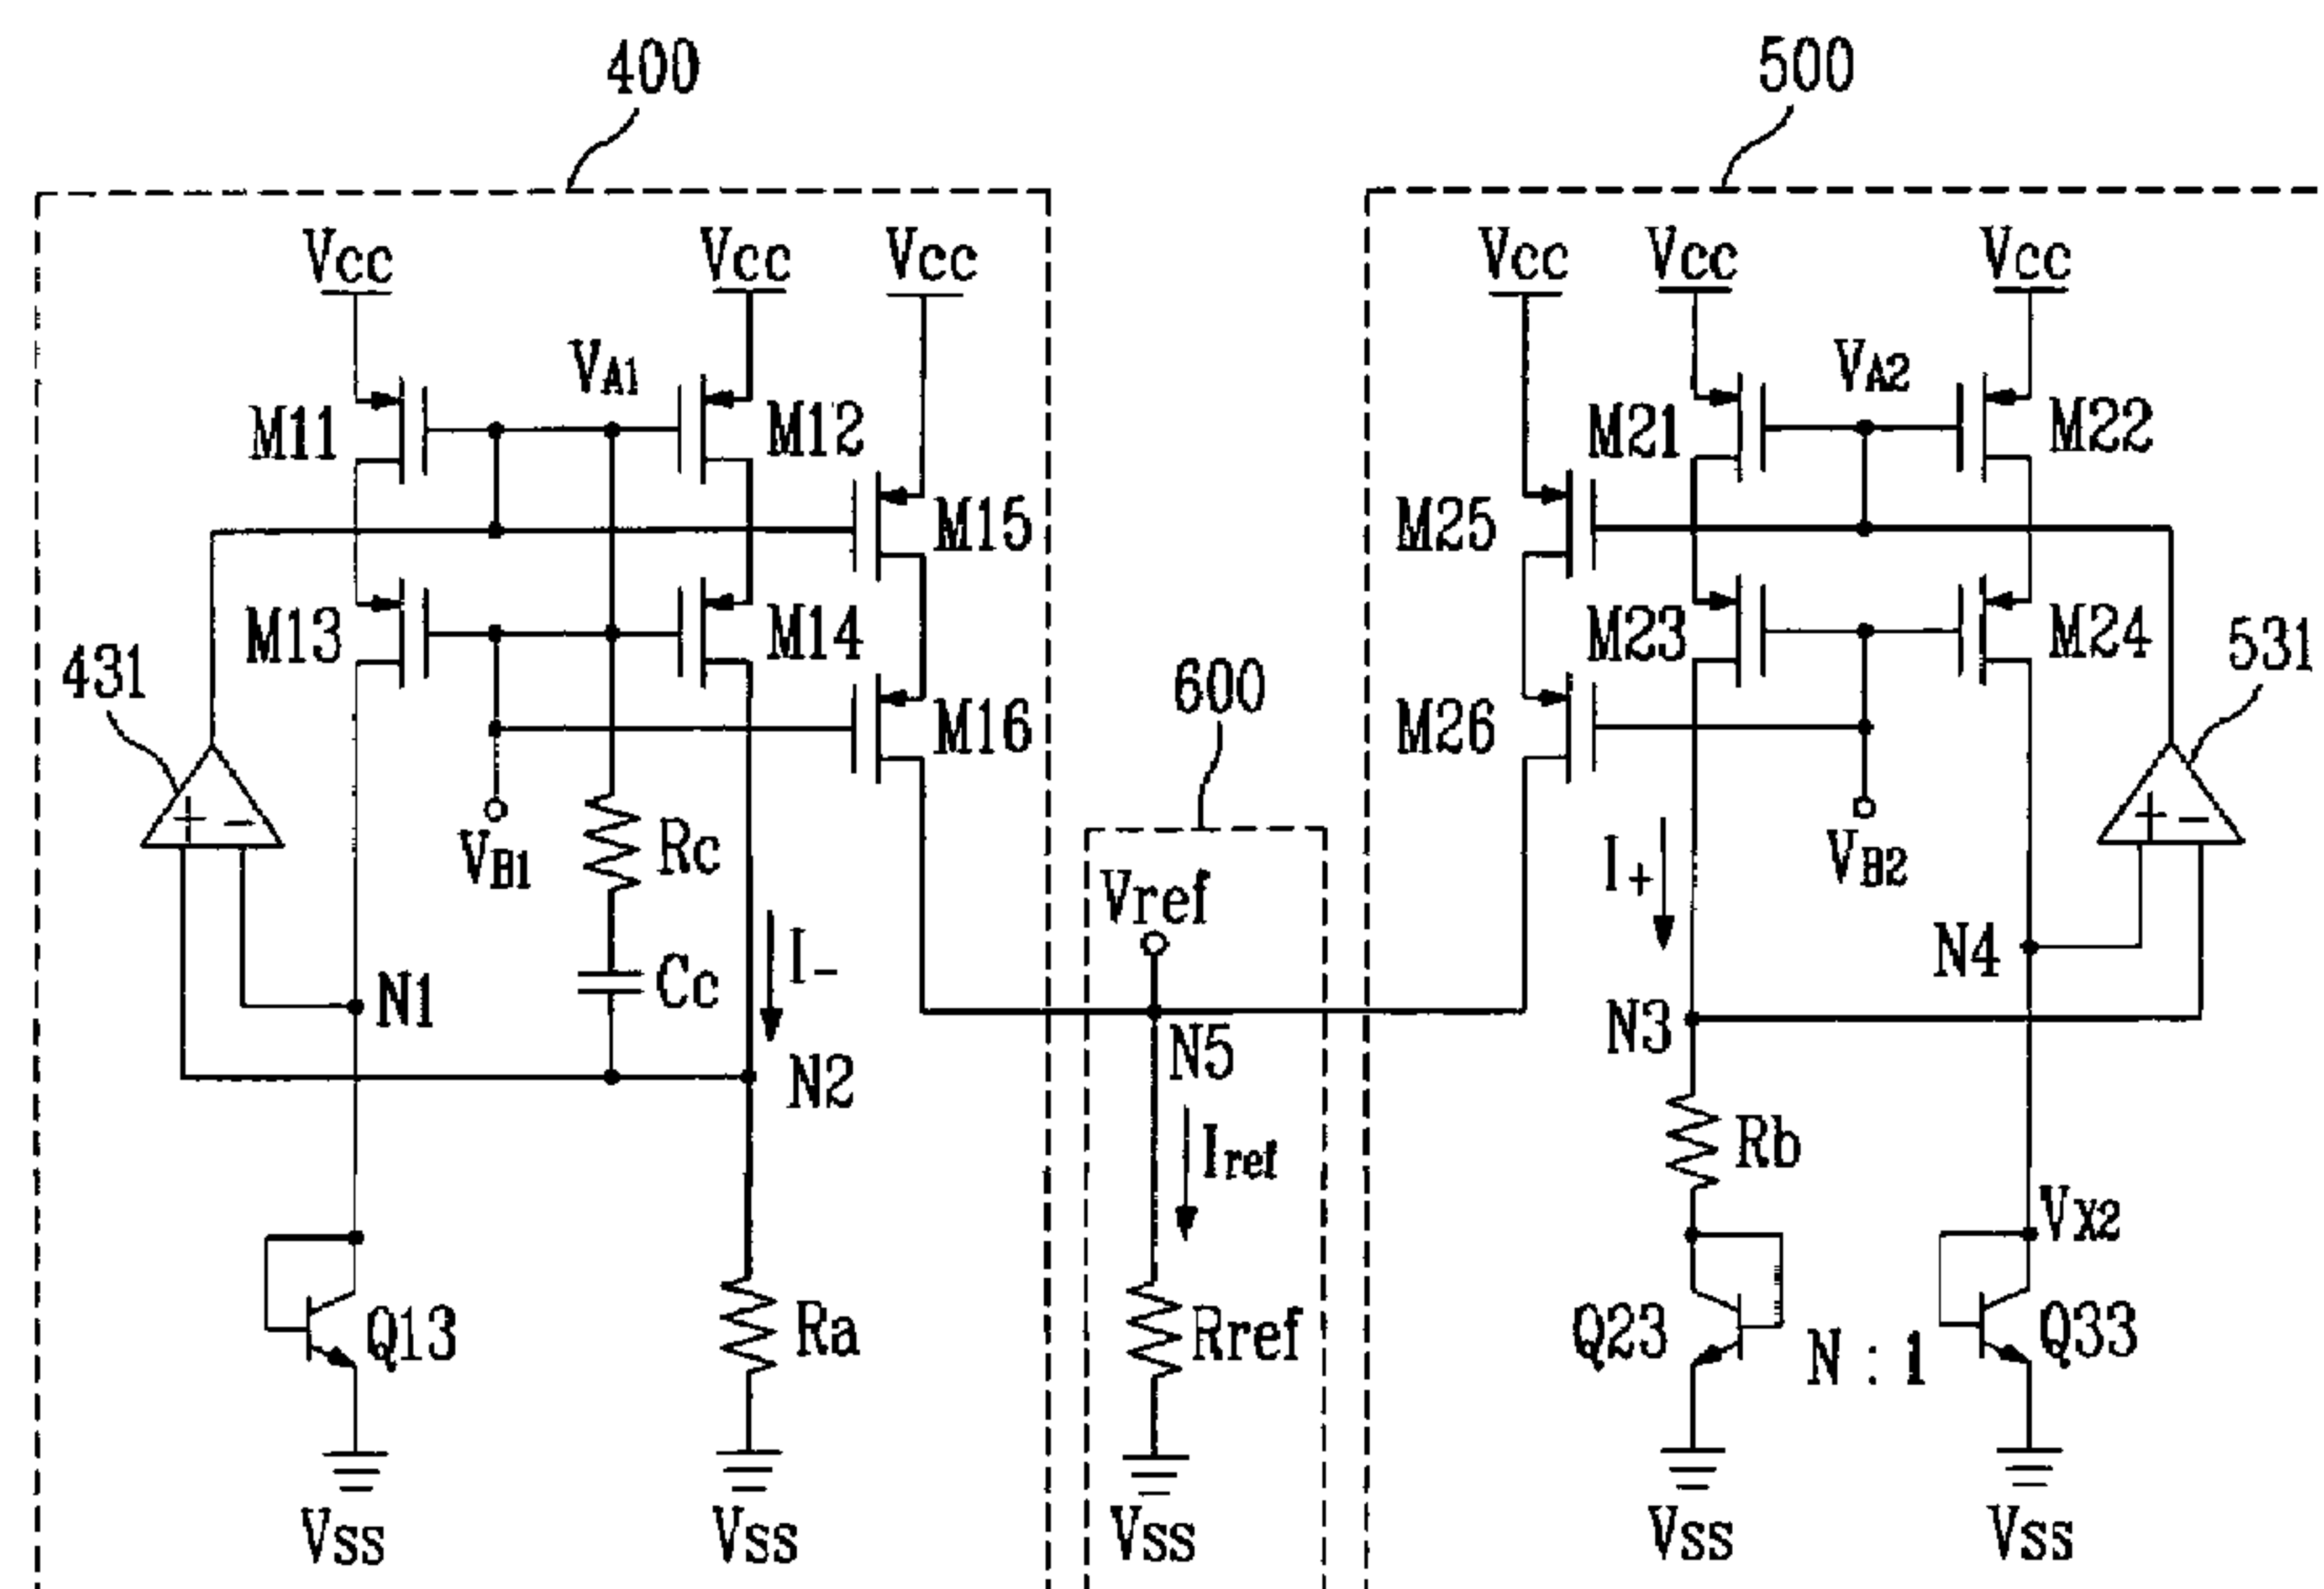 400
500
Vcc Vcc Vcc Vcc Vcc Vcc
VA1 VA2
M11 M12 M21 M22
M15 M25
M13 M14 M23 M24
431 600 531
M16 M26
+ − + −
VB1 Rc Vref I+ VB2
Cc I− N4
N1 N3
N2 N5
Iref Rb
VX2
Q13 Ra Rref Q23 N : 1 Q33
Vss Vss Vss Vss Vss